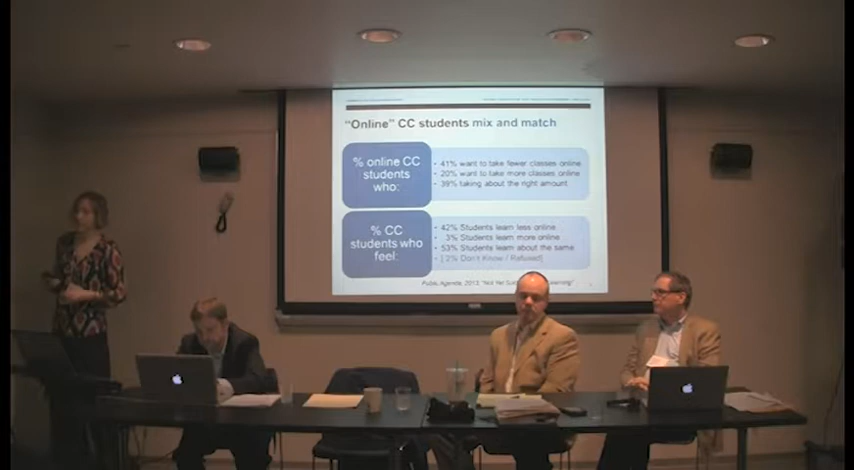 "Online" CC students mix and match
% online CC
students
who:
- 41% want to take fewer classes online
- 20% want to take more classes online
- 39% taking about the right amount
% CC
students who
feel:
- 42% Students learn less online
- 3% Students learn more online
- 53% Students learn about the same
- [ 2% Don't Know / Refused]
Public Agenda, 2013, "Not Yet